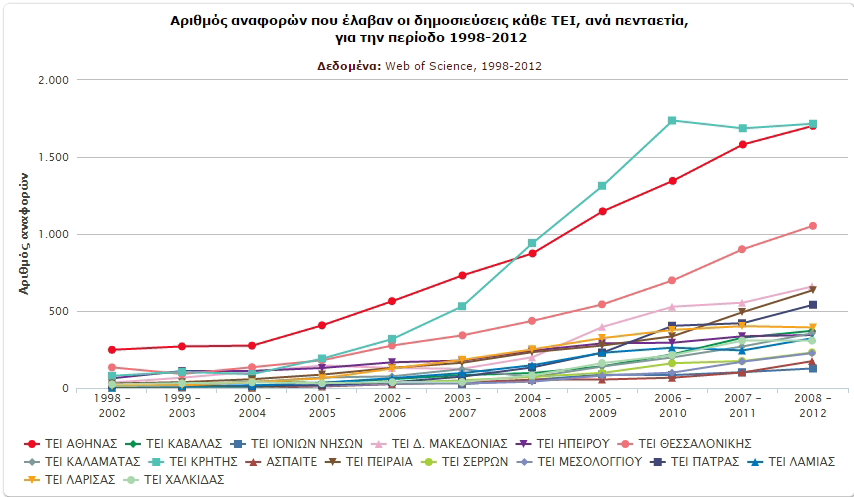 Αριθμός αναφορών που έλαβαν οι δημοσιεύσεις κάθε ΤΕΙ, ανά πενταετία,
για την περίοδο 1998-2012
Δεδομένα: Web of Science, 1998-2012
Αριθμός αναφορών
2.000
1.500
1.000
500
0
1998 – 1999 – 2000 – 2001 – 2002 – 2003 – 2004 – 2005 – 2006 – 2007 – 2008 –
2002 2003 2004 2005 2006 2007 2008 2009 2010 2011 2012
ΤΕΙ ΑΘΗΝΑΣ ΤΕΙ ΚΑΒΑΛΑΣ ΤΕΙ ΙΟΝΙΩΝ ΝΗΣΩΝ ΤΕΙ Δ. ΜΑΚΕΔΟΝΙΑΣ ΤΕΙ ΗΠΕΙΡΟΥ ΤΕΙ ΘΕΣΣΑΛΟΝΙΚΗΣ
ΤΕΙ ΚΑΛΑΜΑΤΑΣ ΤΕΙ ΚΡΗΤΗΣ ΑΣΠΑΙΤΕ ΤΕΙ ΠΕΙΡΑΙΑ ΤΕΙ ΣΕΡΡΩΝ ΤΕΙ ΜΕΣΟΛΟΓΓΙΟΥ ΤΕΙ ΠΑΤΡΑΣ ΤΕΙ ΛΑΜΙΑΣ
ΤΕΙ ΛΑΡΙΣΑΣ ΤΕΙ ΧΑΛΚΙΔΑΣ